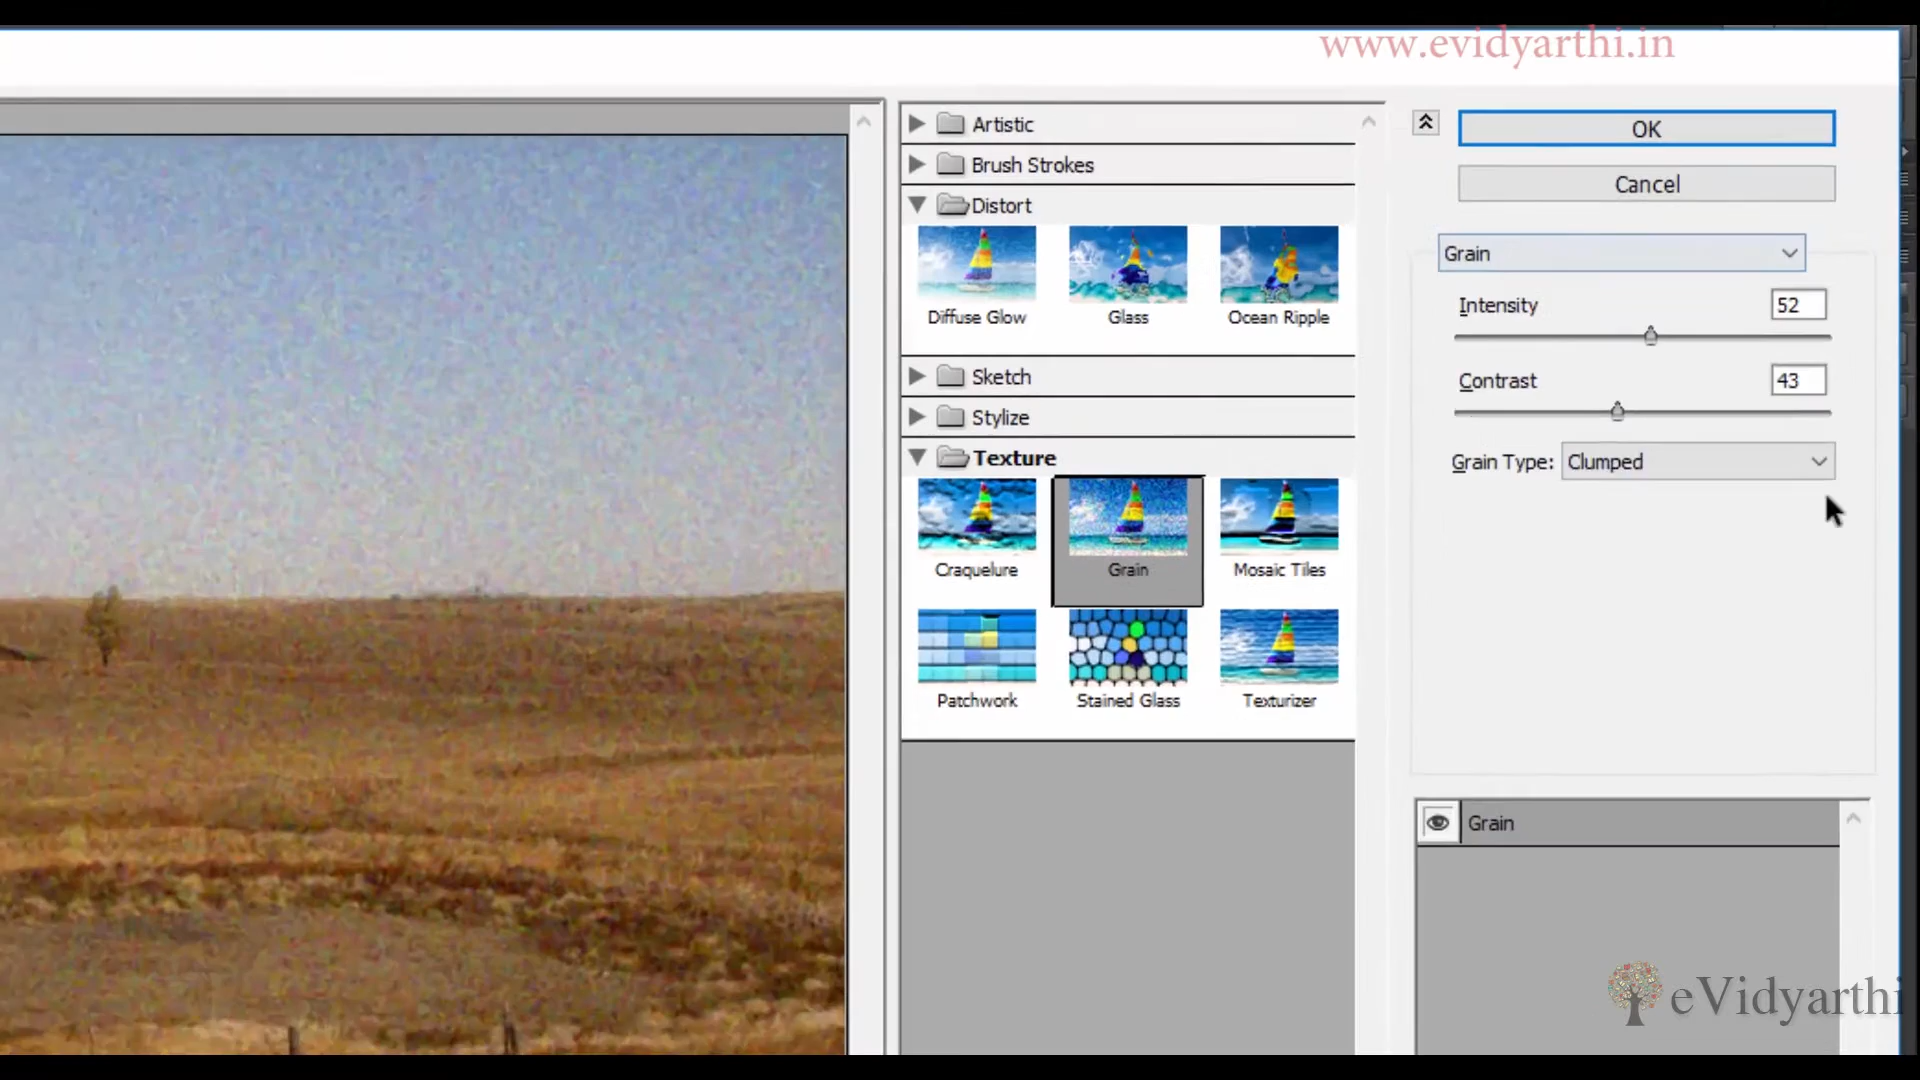 www.evidyarthi.in
Artistic
Brush Strokes
Distort
Diffuse Glow
Glass
Ocean Ripple
Sketch
Stylize
Texture
Craquelure
Grain
Mosaic Tiles
Patchwork
Stained Glass
Texturizer
OK
Cancel
Grain
Intensity 52
Contrast 43
Grain Type: Clumped
Grain
eVidyarthi